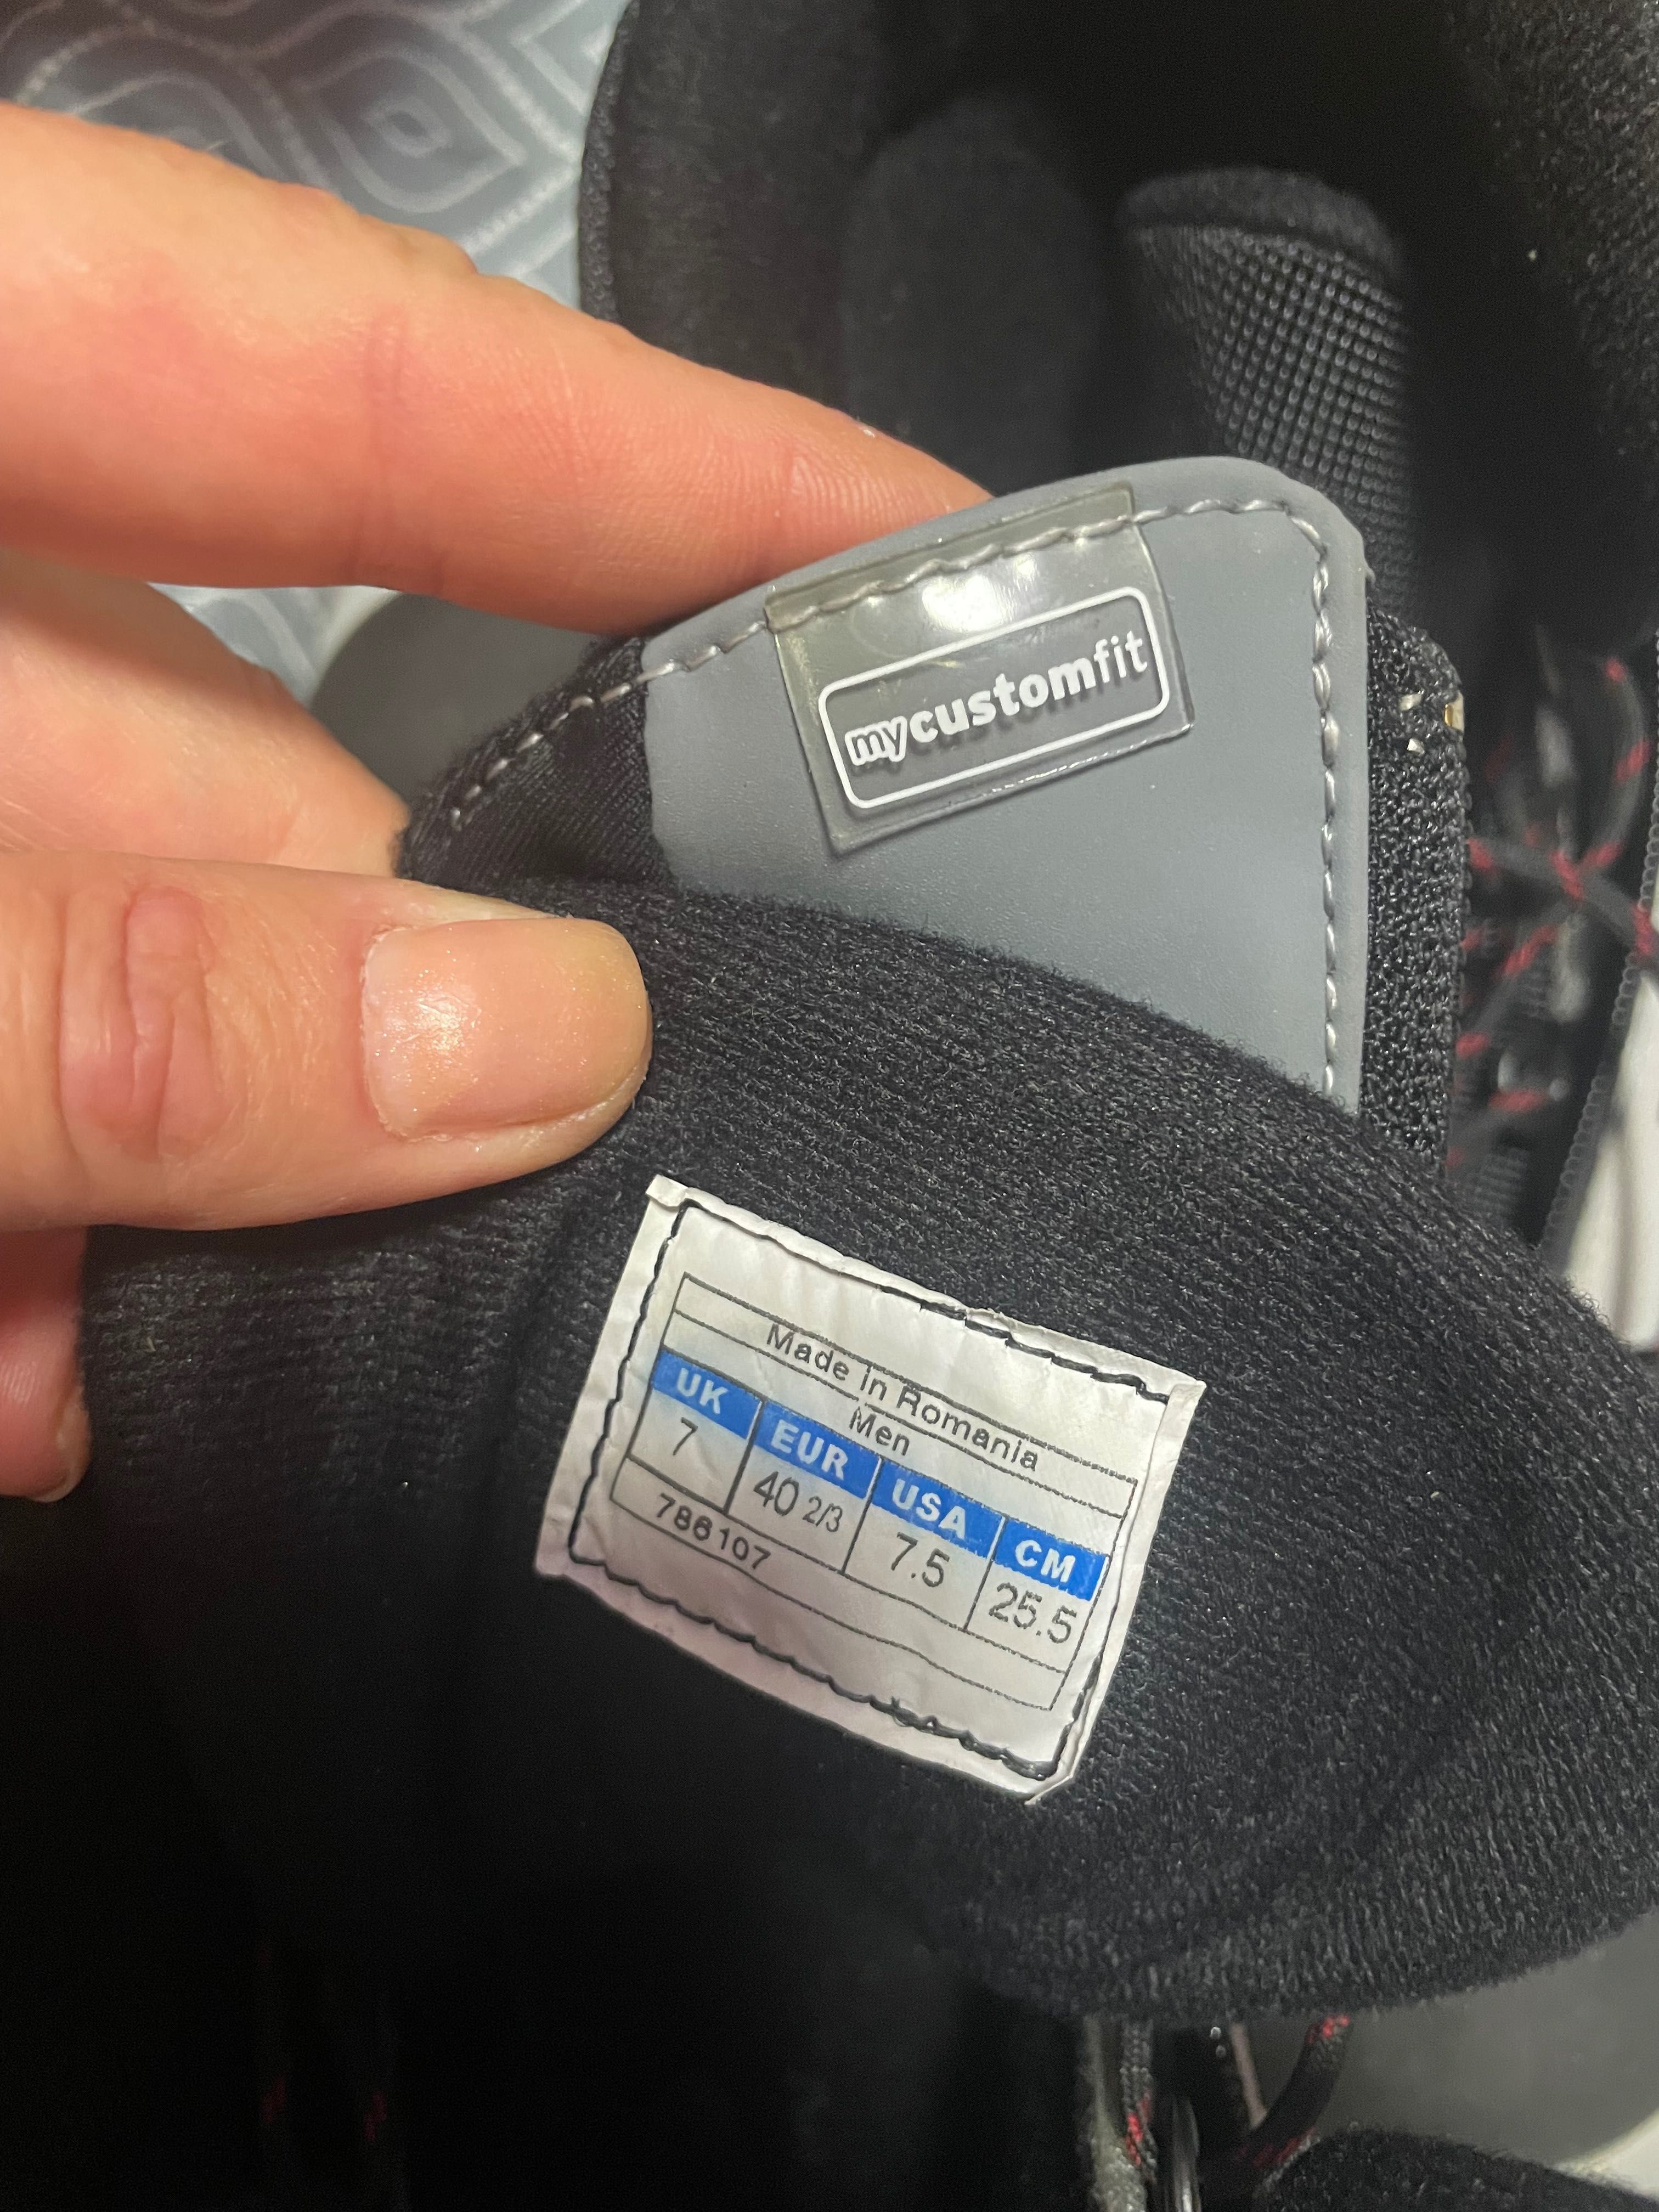 mycustomfit
Made in Romania
Men
UK EUR USA CM
7 40 2/3 7.5 25.5
786107